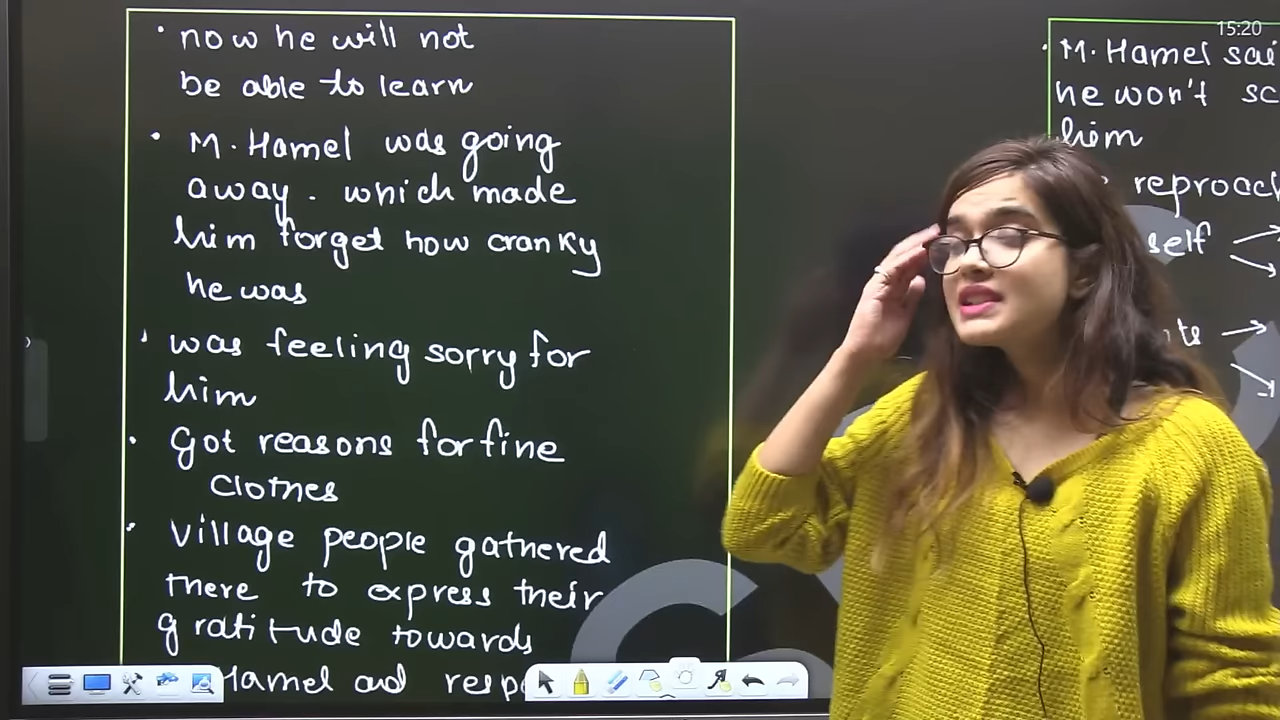 now he will not
be able to learn
M. Hamel was going
away. which made
him forget how cranky
he was
was feeling sorry for
him
Got reasons for fine
clothes
village people gathered
there to express their
gratitude towards
Hamel and
15:20
M. Hamel
he won't
him
self